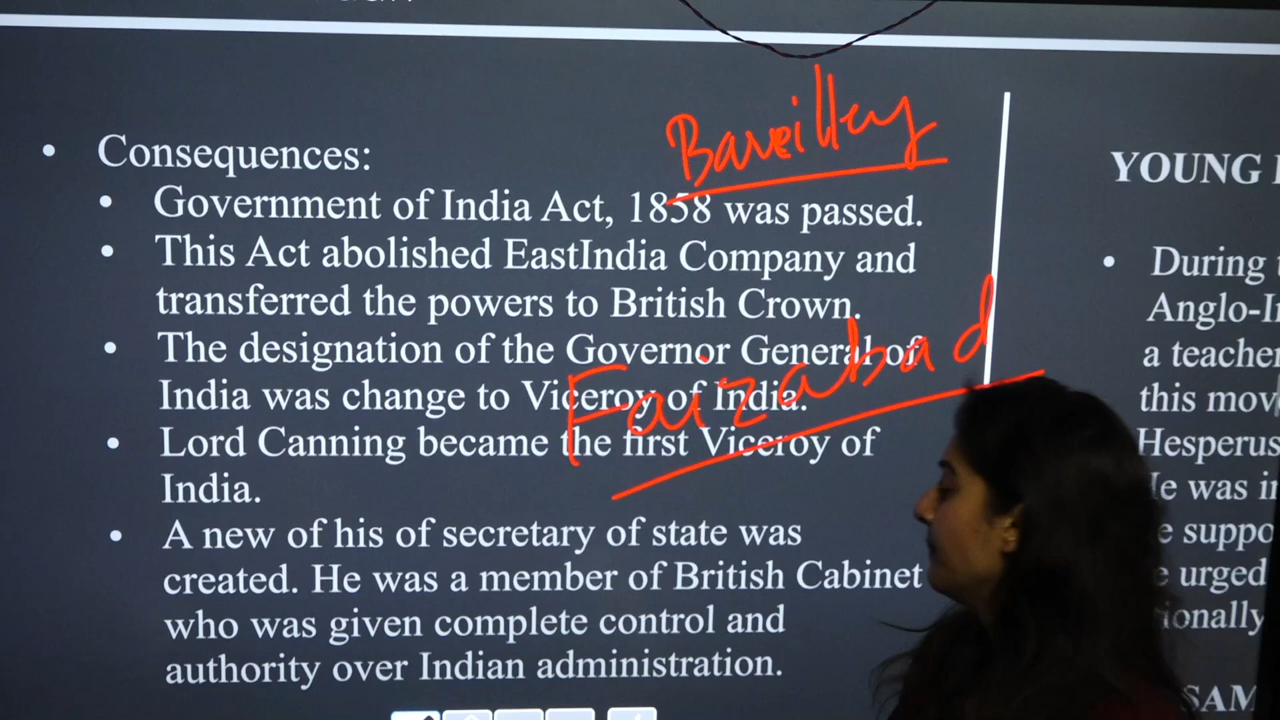 Bareilley
• Consequences:
• Government of India Act, 1858 was passed.
• This Act abolished EastIndia Company and
transferred the powers to British Crown.
• The designation of the Governor General of
India was change to Viceroy of India.
Faizabad
• Lord Canning became the first Viceroy of
India.
• A new of his of secretary of state was
created. He was a member of British Cabinet
who was given complete control and
authority over Indian administration.
YOUNG
• During
Anglo-I
a teache
this mov
Hesperus
He was i
e suppo
e urged
ionally
SAM